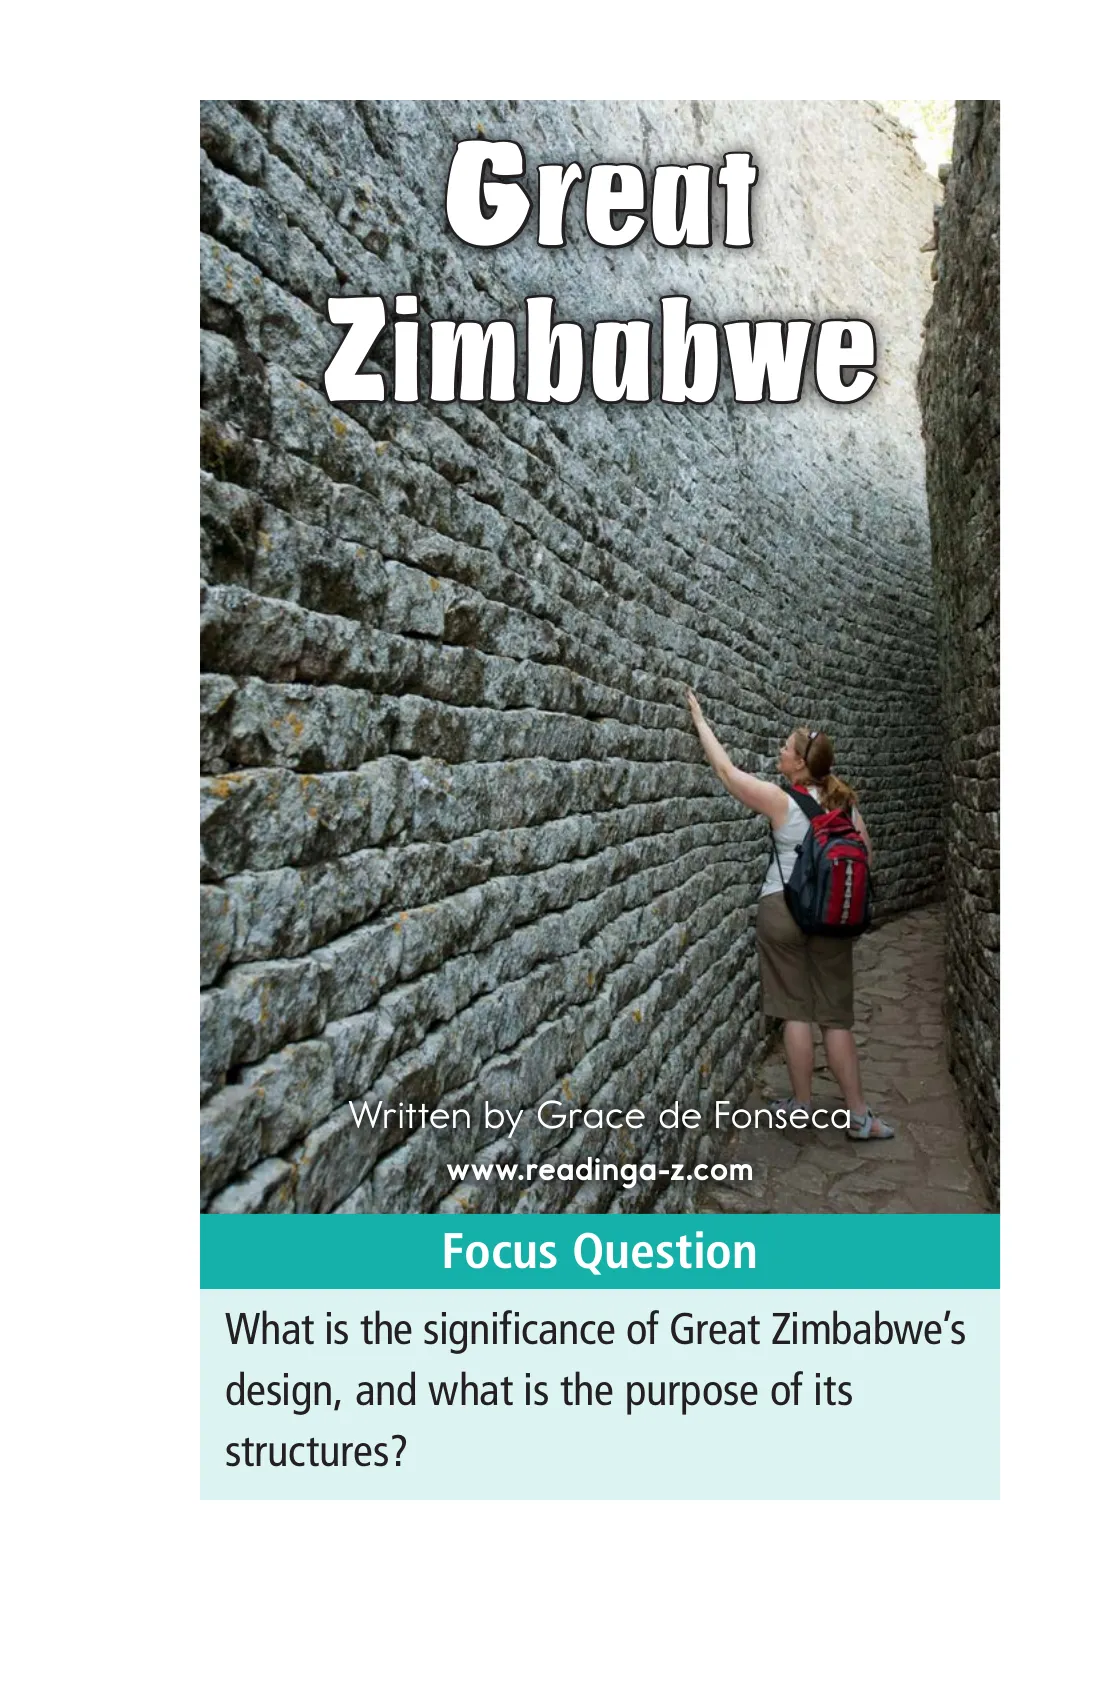 Great
Zimbabwe
Written by Grace de Fonseca
www.readinga-z.com
Focus Question
What is the significance of Great Zimbabwe’s
design, and what is the purpose of its
structures?